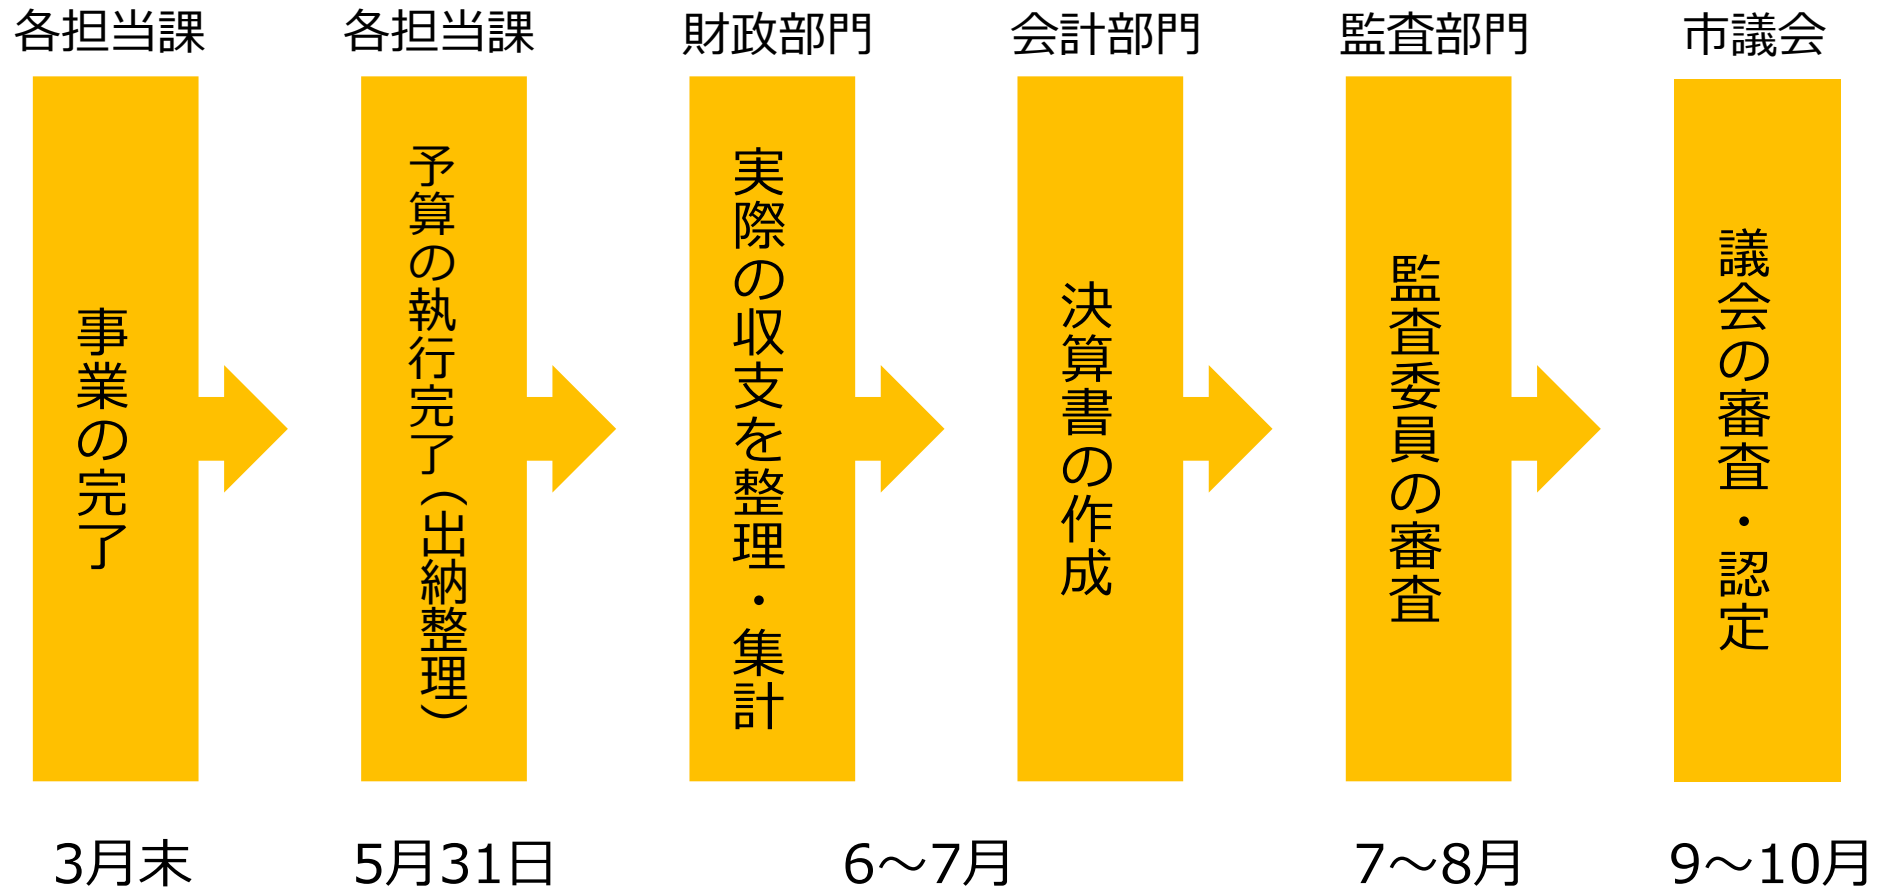 各担当課
各担当課
財政部門
会計部門
監査部門
市議会
事業の完了
予算の執行完了
（出納整理）
実際の収支を整理・集計
決算書の作成
監査委員の審査
議会の審査・認定
3月末
5月31日
6～7月
7～8月
9～10月